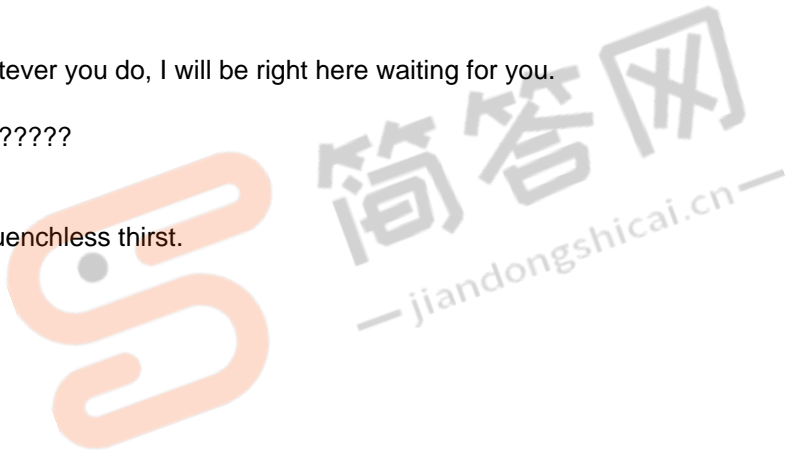 tever you do, I will be right here waiting for you.
?????
uenchless thirst.
简答网
jiandongshicai.cn